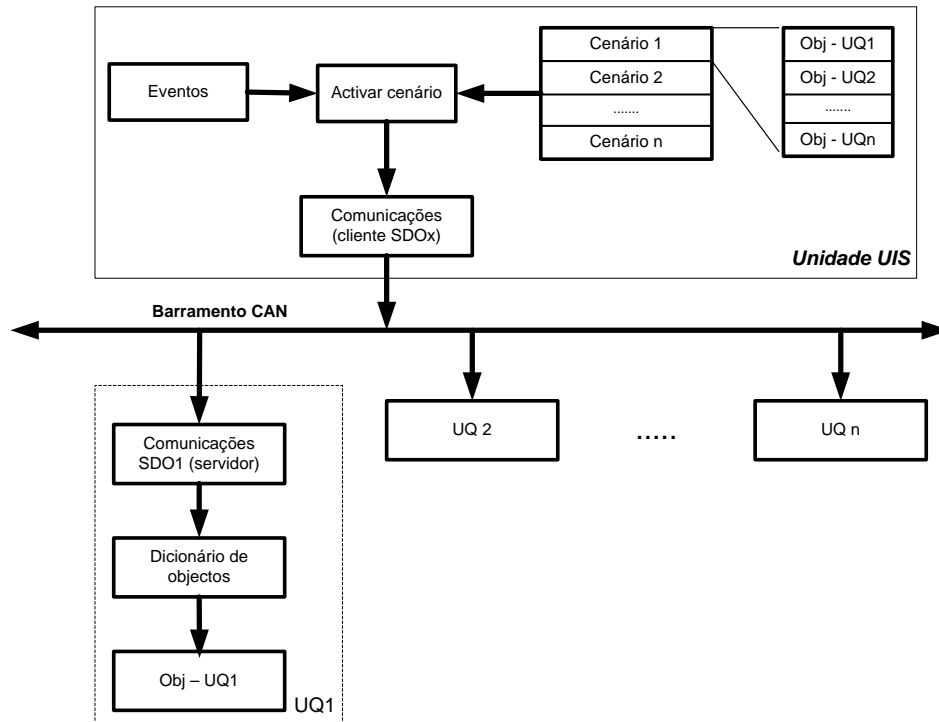 Eventos
Activar cenário
Cenário 1
Cenário 2
.......
Cenário n
Obj - UQ1
Obj - UQ2
.......
Obj - UQn
Comunicações
(cliente SDOx)
Unidade UIS
Barramento CAN
Comunicações
SDO1 (servidor)
Dicionário de
objectos
Obj – UQ1
UQ1
UQ 2
.....
UQ n